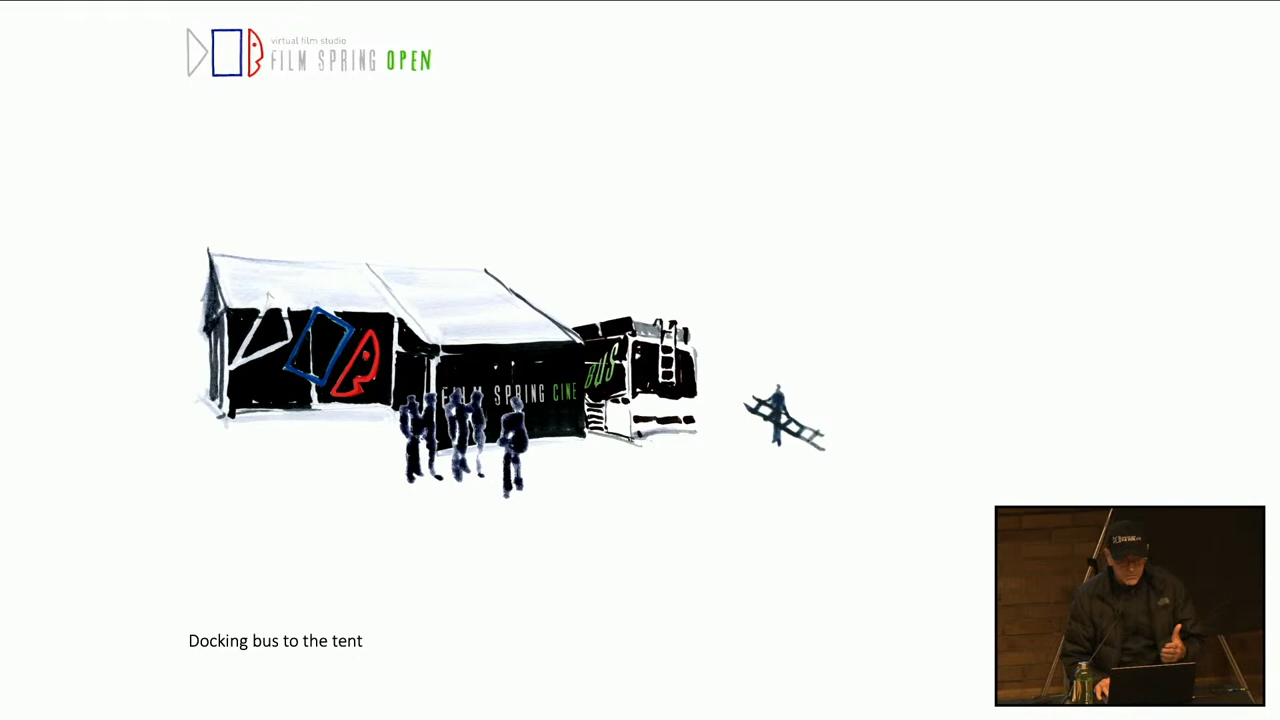 virtual film studio
FILM SPRING OPEN
BUS
FILM SPRING CINE
Docking bus to the tent